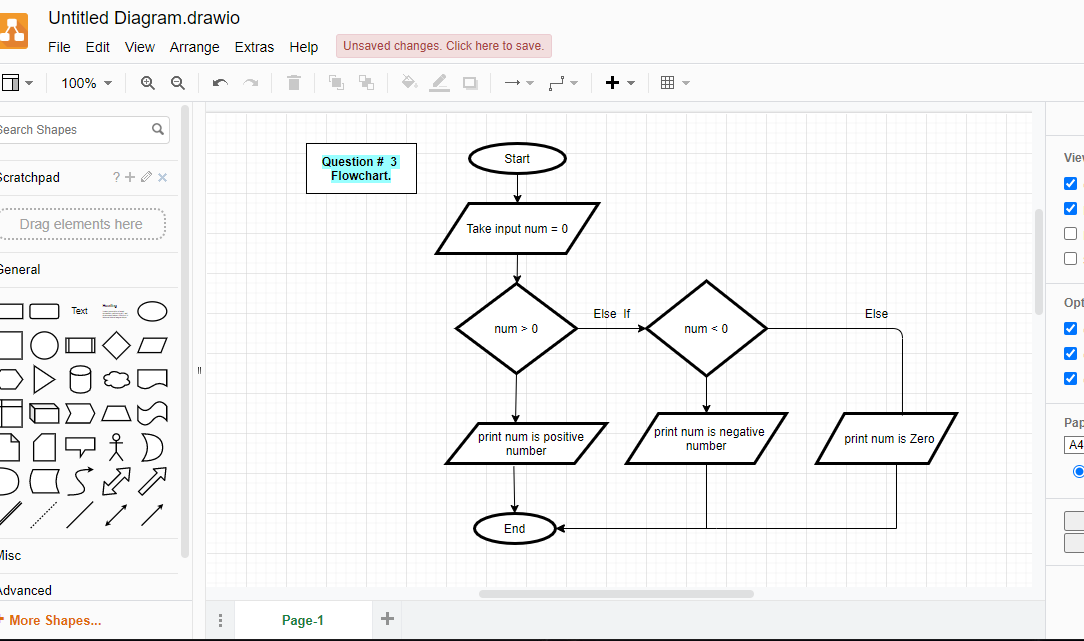 Untitled Diagram.drawio
File Edit View Arrange Extras Help Unsaved changes. Click here to save.
100%
Search Shapes
Scratchpad ?
Drag elements here
General
Text
Misc
Advanced
+ More Shapes...
Question # 3
Flowchart.
Start
Take input num = 0
num > 0
Else If
num < 0
Else
print num is positive
number
print num is negative
number
print num is Zero
End
View
Opt
Pap
A4
Page-1